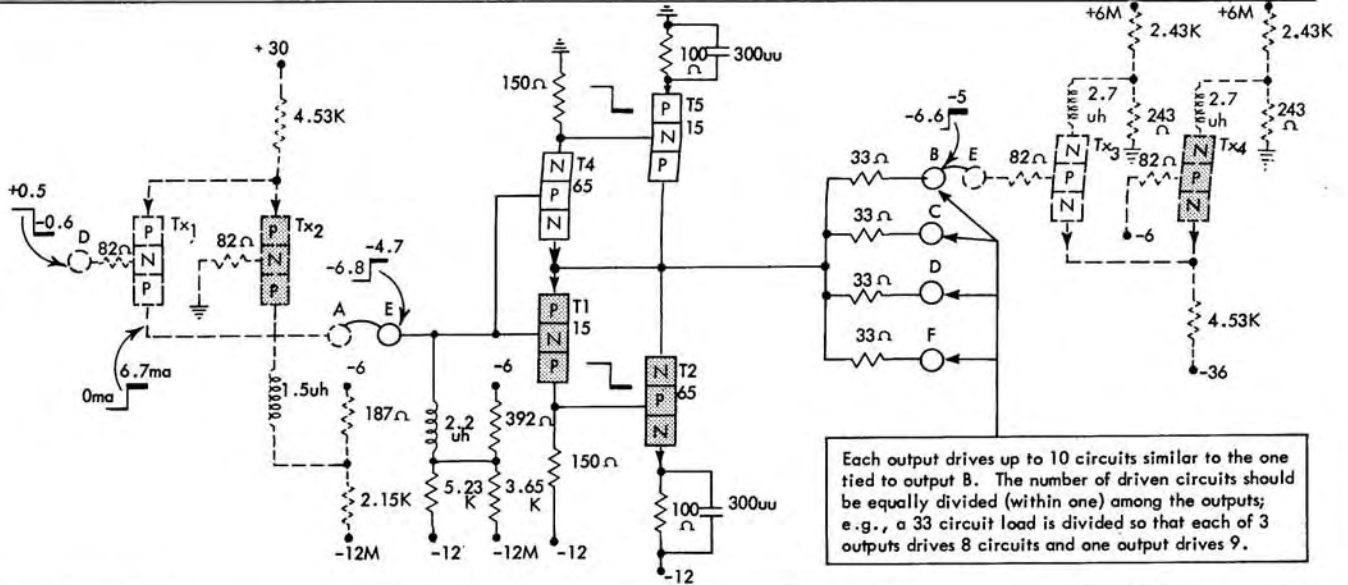 +6M
+6M
2.43K
2.43K
+ 30
4.53K
100
Ω
300uu
150Ω
P
N
P
T5
15
N
P
N
T4
65
2.7
uh
2.7
uh
243
Ω
243
Ω
-5
-6.6
B
E
33Ω
82Ω
N
P
N
Tx3
82Ω
N
P
N
Tx4
+0.5
-0.6
D
82Ω
P
N
P
Tx1
82Ω
P
N
P
Tx2
-4.7
-6.8
A
E
33Ω
C
-6
33Ω
D
33Ω
F
4.53K
-36
P
N
P
T1
15
N
P
N
T2
65
6.7ma
0ma
1.5uh
-6
187Ω
2.15K
-12M
2.2
uh
5.23
K
-12
-6
392Ω
3.65
K
-12M
150Ω
-12
100
Ω
300uu
-12
Each output drives up to 10 circuits similar to the one
tied to output B. The number of driven circuits should
be equally divided (within one) among the outputs;
e.g., a 33 circuit load is divided so that each of 3
outputs drives 8 circuits and one output drives 9.